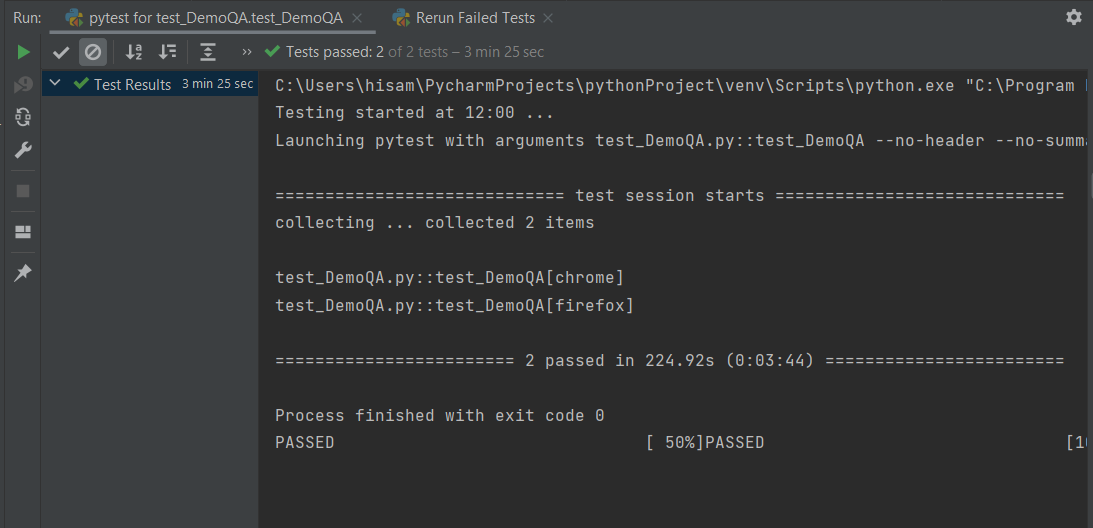 Run: pytest for test_DemoQA.test_DemoQA Rerun Failed Tests
Tests passed: 2 of 2 tests – 3 min 25 sec
Test Results 3 min 25 sec
C:\Users\hisam\PycharmProjects\pythonProject\venv\Scripts\python.exe "C:\Program
Testing started at 12:00 ...
Launching pytest with arguments test_DemoQA.py::test_DemoQA --no-header --no-summa
============================= test session starts =============================
collecting ... collected 2 items
test_DemoQA.py::test_DemoQA[chrome]
test_DemoQA.py::test_DemoQA[firefox]
======================== 2 passed in 224.92s (0:03:44) ========================
Process finished with exit code 0
PASSED [ 50%]PASSED [1